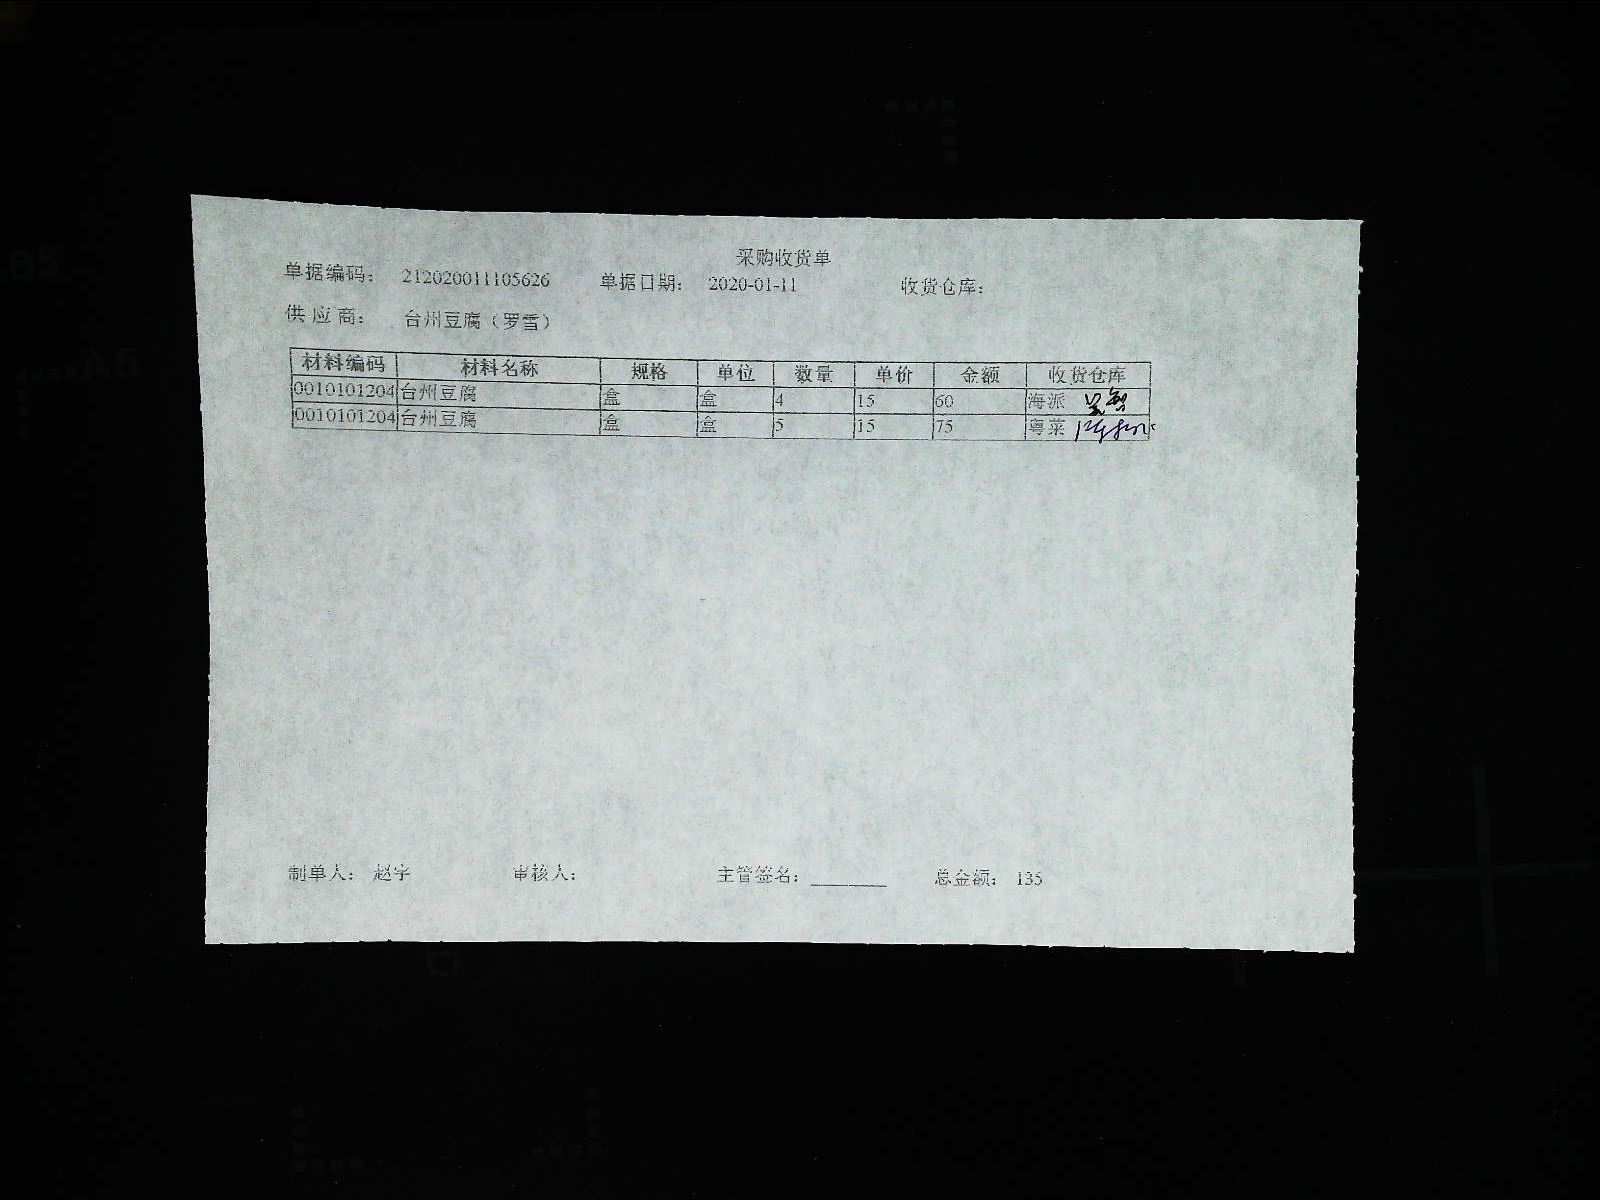 采购收货单
单据编码： 212020011105626 单据日期： 2020-01-11 收货仓库：
供 应 商： 台州豆腐（罗雪）
材料编码 材料名称 规格 单位 数量 单价 金额 收货仓库
0010101204 台州豆腐 盒 盒 4 15 60 海派
0010101204 台州豆腐 盒 盒 5 15 75 粤菜
制单人： 赵宇 审核人： 主管签名： ________ 总金额： 135